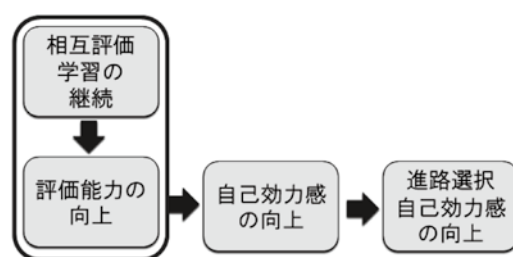 相互評価
学習の
継続
評価能力の
向上
自己効力感
の向上
進路選択
自己効力感
の向上